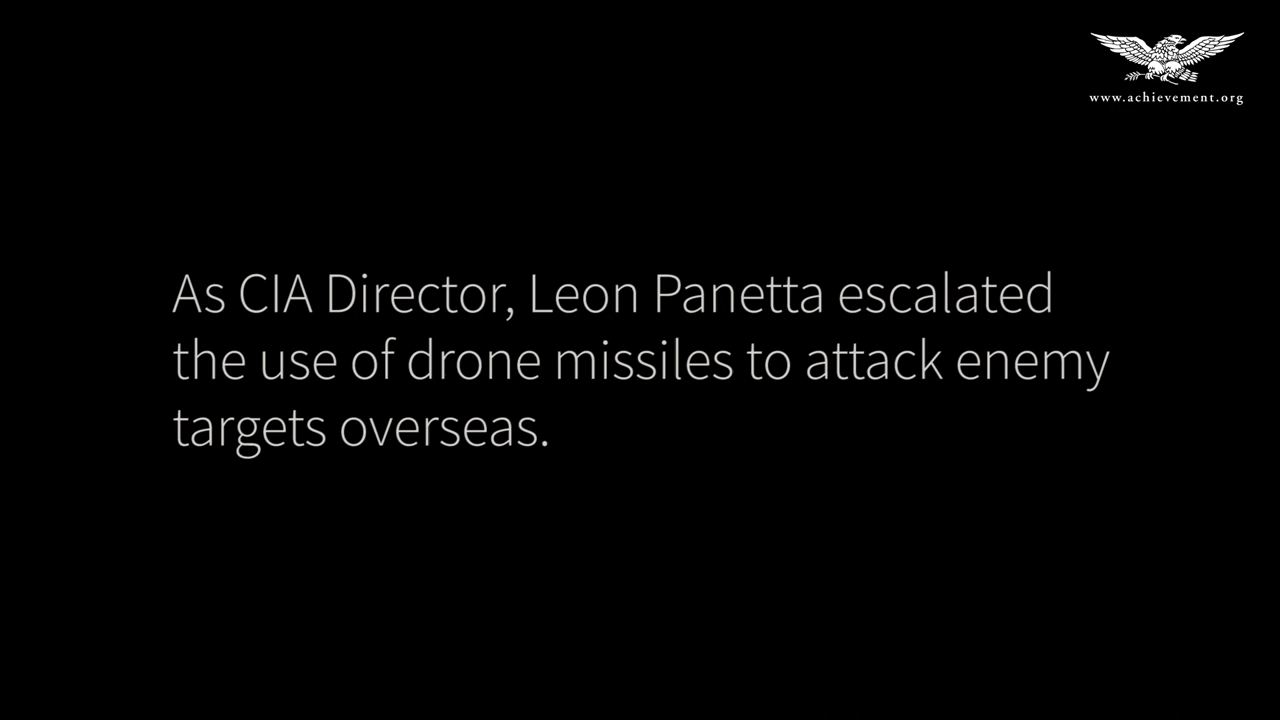 www.achievement.org
As CIA Director, Leon Panetta escalated
the use of drone missiles to attack enemy
targets overseas.